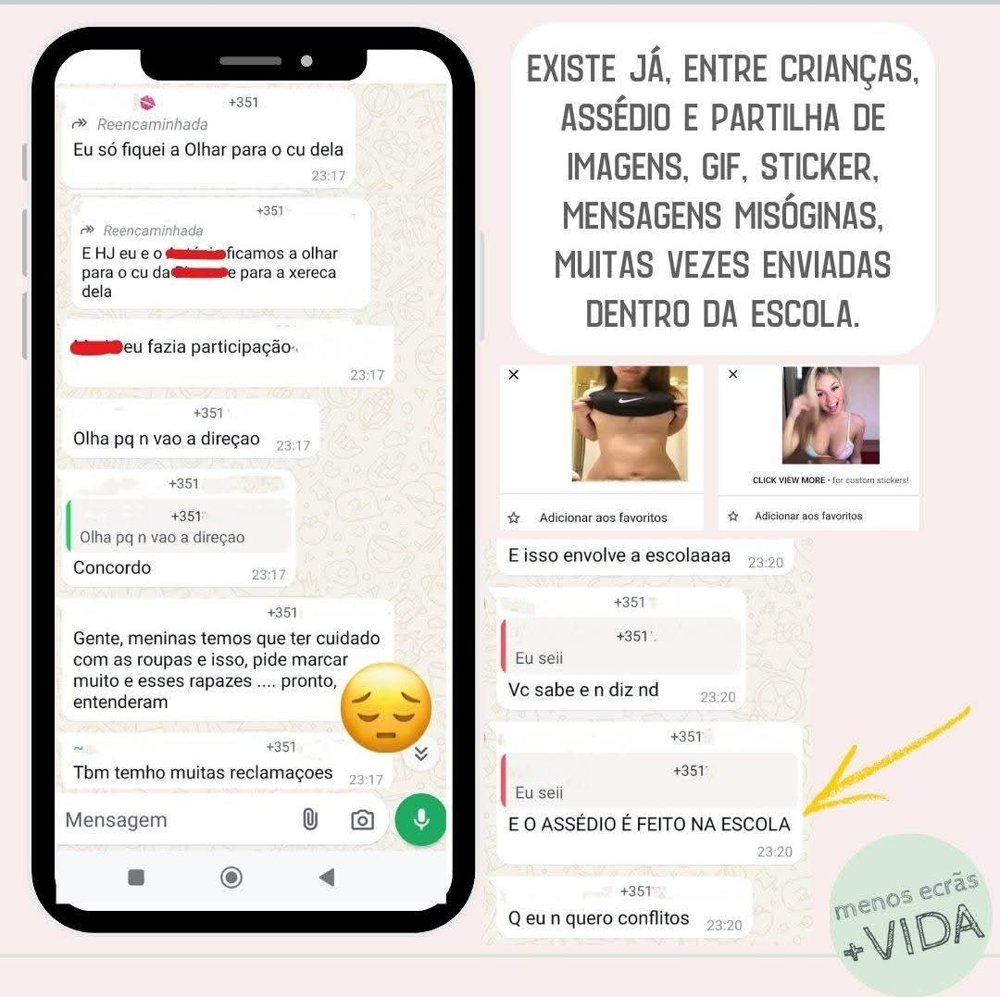 +351
Reencaminhada
Eu só fiquei a Olhar para o cu dela
23:17
+351
Reencaminhada
E HJ eu e o ficamos a olhar
para o cu da e para a xereca
dela
eu fazia participação
23:17
+351
Olha pq n vao a direçao
23:17
+351
+351
Olha pq n vao a direçao
Concordo
23:17
+351
Gente, meninas temos que ter cuidado
com as roupas e isso, pide marcar
muito e esses rapazes .... pronto,
entenderam
~
+351
Tbm temho muitas reclamaçoes
23:17
Mensagem
EXISTE JÁ, ENTRE CRIANÇAS,
ASSÉDIO E PARTILHA DE
IMAGENS, GIF, STICKER,
MENSAGENS MISÓGINAS,
MUITAS VEZES ENVIADAS
DENTRO DA ESCOLA.
Adicionar aos favoritos
CLICK VIEW MORE • for custom stickers!
Adicionar aos favoritos
E isso envolve a escolaaaa
23:20
+351
+351
Eu seii
Vc sabe e n diz nd
23:20
+351
+351
Eu seii
E O ASSÉDIO É FEITO NA ESCOLA
23:20
+351
Q eu n quero conflitos
23:20
menos ecrãs
+VIDA